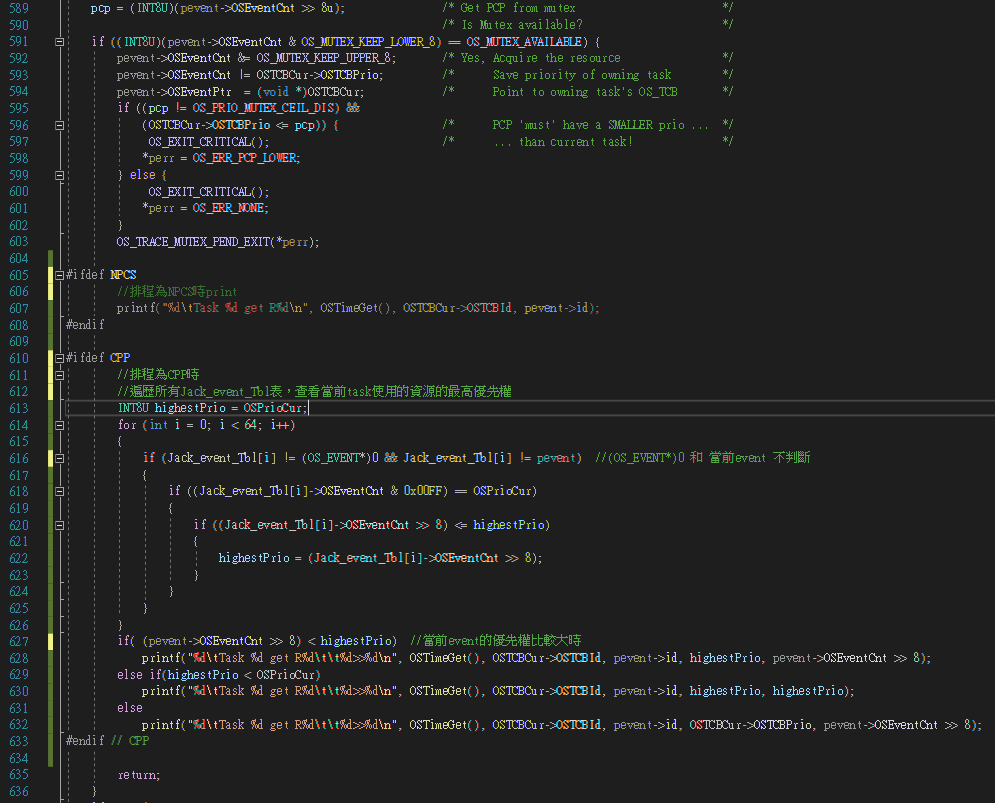 589 pcp = (INT8U)(pevent->OSEventCnt >> 8u); /* Get PCP from mutex */
590 /* Is Mutex available? */
591 if ((INT8U)(pevent->OSEventCnt & OS_MUTEX_KEEP_LOWER_8) == OS_MUTEX_AVAILABLE) {
592 pevent->OSEventCnt &= OS_MUTEX_KEEP_UPPER_8; /* Yes, Acquire the resource */
593 pevent->OSEventCnt |= OSTCBCur->OSTCBPrio; /* Save priority of owning task */
594 pevent->OSEventPtr = (void *)OSTCBCur; /* Point to owning task's OS_TCB */
595 if ((pcp != OS_PRIO_MUTEX_CEIL_DIS) &&
596 (OSTCBCur->OSTCBPrio <= pcp)) { /* PCP 'must' have a SMALLER prio ... */
597 OS_EXIT_CRITICAL(); /* ... than current task! */
598 *perr = OS_ERR_PCP_LOWER;
599 } else {
600 OS_EXIT_CRITICAL();
601 *perr = OS_ERR_NONE;
602 }
603 OS_TRACE_MUTEX_PEND_EXIT(*perr);
604
605 #ifdef NPCS
606 //排程為NPCS時print
607 printf("%d\tTask %d get R%d\n", OSTimeGet(), OSTCBCur->OSTCBId, pevent->id);
608 #endif
609
610 #ifdef CPP
611 //排程為CPP時
612 //遍歷所有Jack_event_Tbl表，查看當前task使用的資源的最高優先權
613 INT8U highestPrio = OSPrioCur;
614 for (int i = 0; i < 64; i++)
615 {
616 if (Jack_event_Tbl[i] != (OS_EVENT*)0 && Jack_event_Tbl[i] != pevent) //(OS_EVENT*)0 和 當前event 不判斷
617 {
618 if ((Jack_event_Tbl[i]->OSEventCnt & 0x00FF) == OSPrioCur)
619 {
620 if ((Jack_event_Tbl[i]->OSEventCnt >> 8) <= highestPrio)
621 {
622 highestPrio = (Jack_event_Tbl[i]->OSEventCnt >> 8);
623 }
624 }
625 }
626 }
627 if( (pevent->OSEventCnt >> 8) < highestPrio) //當前event的優先權比較大時
628 printf("%d\tTask %d get R%d\t\t%d>>%d\n", OSTimeGet(), OSTCBCur->OSTCBId, pevent->id, highestPrio, pevent->OSEventCnt >> 8);
629 else if(highestPrio < OSPrioCur)
630 printf("%d\tTask %d get R%d\t\t%d>>%d\n", OSTimeGet(), OSTCBCur->OSTCBId, pevent->id, highestPrio, highestPrio);
631 else
632 printf("%d\tTask %d get R%d\t\t%d>>%d\n", OSTimeGet(), OSTCBCur->OSTCBId, pevent->id, OSTCBCur->OSTCBPrio, pevent->OSEventCnt >> 8);
633 #endif // CPP
634
635 return;
636 }